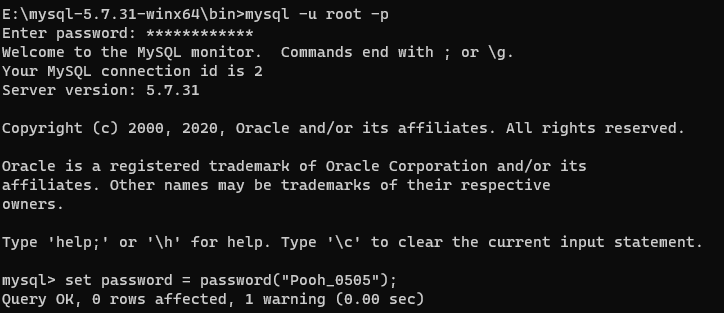 E:\mysql-5.7.31-winx64\bin>mysql -u root -p
Enter password: ************
Welcome to the MySQL monitor.  Commands end with ; or \g.
Your MySQL connection id is 2
Server version: 5.7.31
Copyright (c) 2000, 2020, Oracle and/or its affiliates. All rights reserved.
Oracle is a registered trademark of Oracle Corporation and/or its
affiliates. Other names may be trademarks of their respective
owners.
Type 'help;' or '\h' for help. Type '\c' to clear the current input statement.
mysql> set password = password("Pooh_0505");
Query OK, 0 rows affected, 1 warning (0.00 sec)